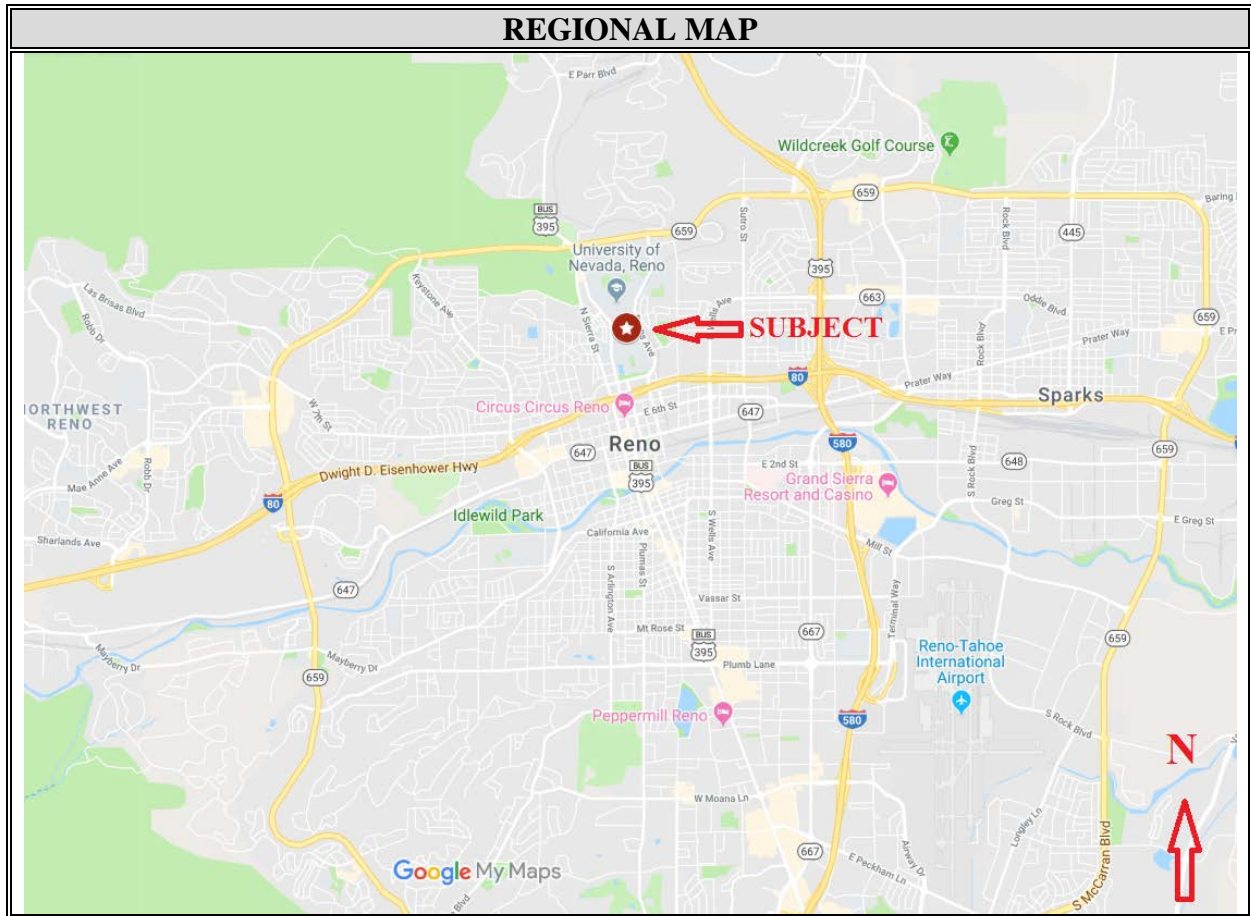 REGIONAL MAP
E Parr Blvd
Wildcreek Golf Course
659
Baring
BUS
395
Sutro St
Rock Blvd
445
659
University of
Nevada, Reno
395
Keystone Ave
Las Brisas Blvd
Robb Dr
N Sierra St
Wells Ave
663
Oddie Blvd
659
SUBJECT
Prater Way
E Pr
Rock Blvd
80
Prater Way
Sparks
Circus Circus Reno
E 6th St
647
NORTHWEST
RENO
W 7th St
Reno
647
580
659
BUS
395
E 2nd St
648
Dwight D. Eisenhower Hwy
Mae Anne Ave
Robb Dr
Grand Sierra
Resort and Casino
S Rock Blvd
Greg St
80
Idlewild Park
E Greg St
Sharlands Ave
California Ave
S Wells Ave
Mill St
Plumas St
S Arlington Ave
647
Vassar St
Terminal Way
Mt Rose St
BUS
395
667
659
Mayberry Dr
Mayberry Dr
659
Plumb Lane
Reno-Tahoe
International
Airport
Peppermill Reno
580
S Rock Blvd
N
W Moana Ln
Longley Ln
667
E Peckham Ln
Airway Dr
S McCarran Blvd
Google My Maps